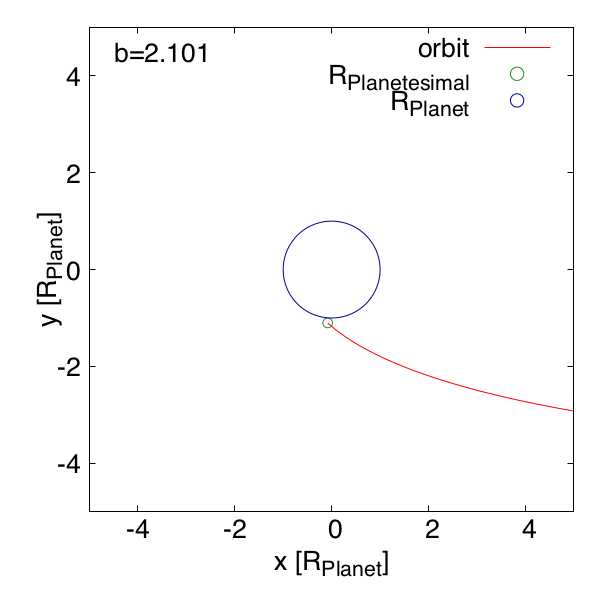 b=2.101
orbit
RPlanetesimal
RPlanet
4
2
0
-2
-4
y [RPlanet]
-4
-2
0
2
4
x [RPlanet]